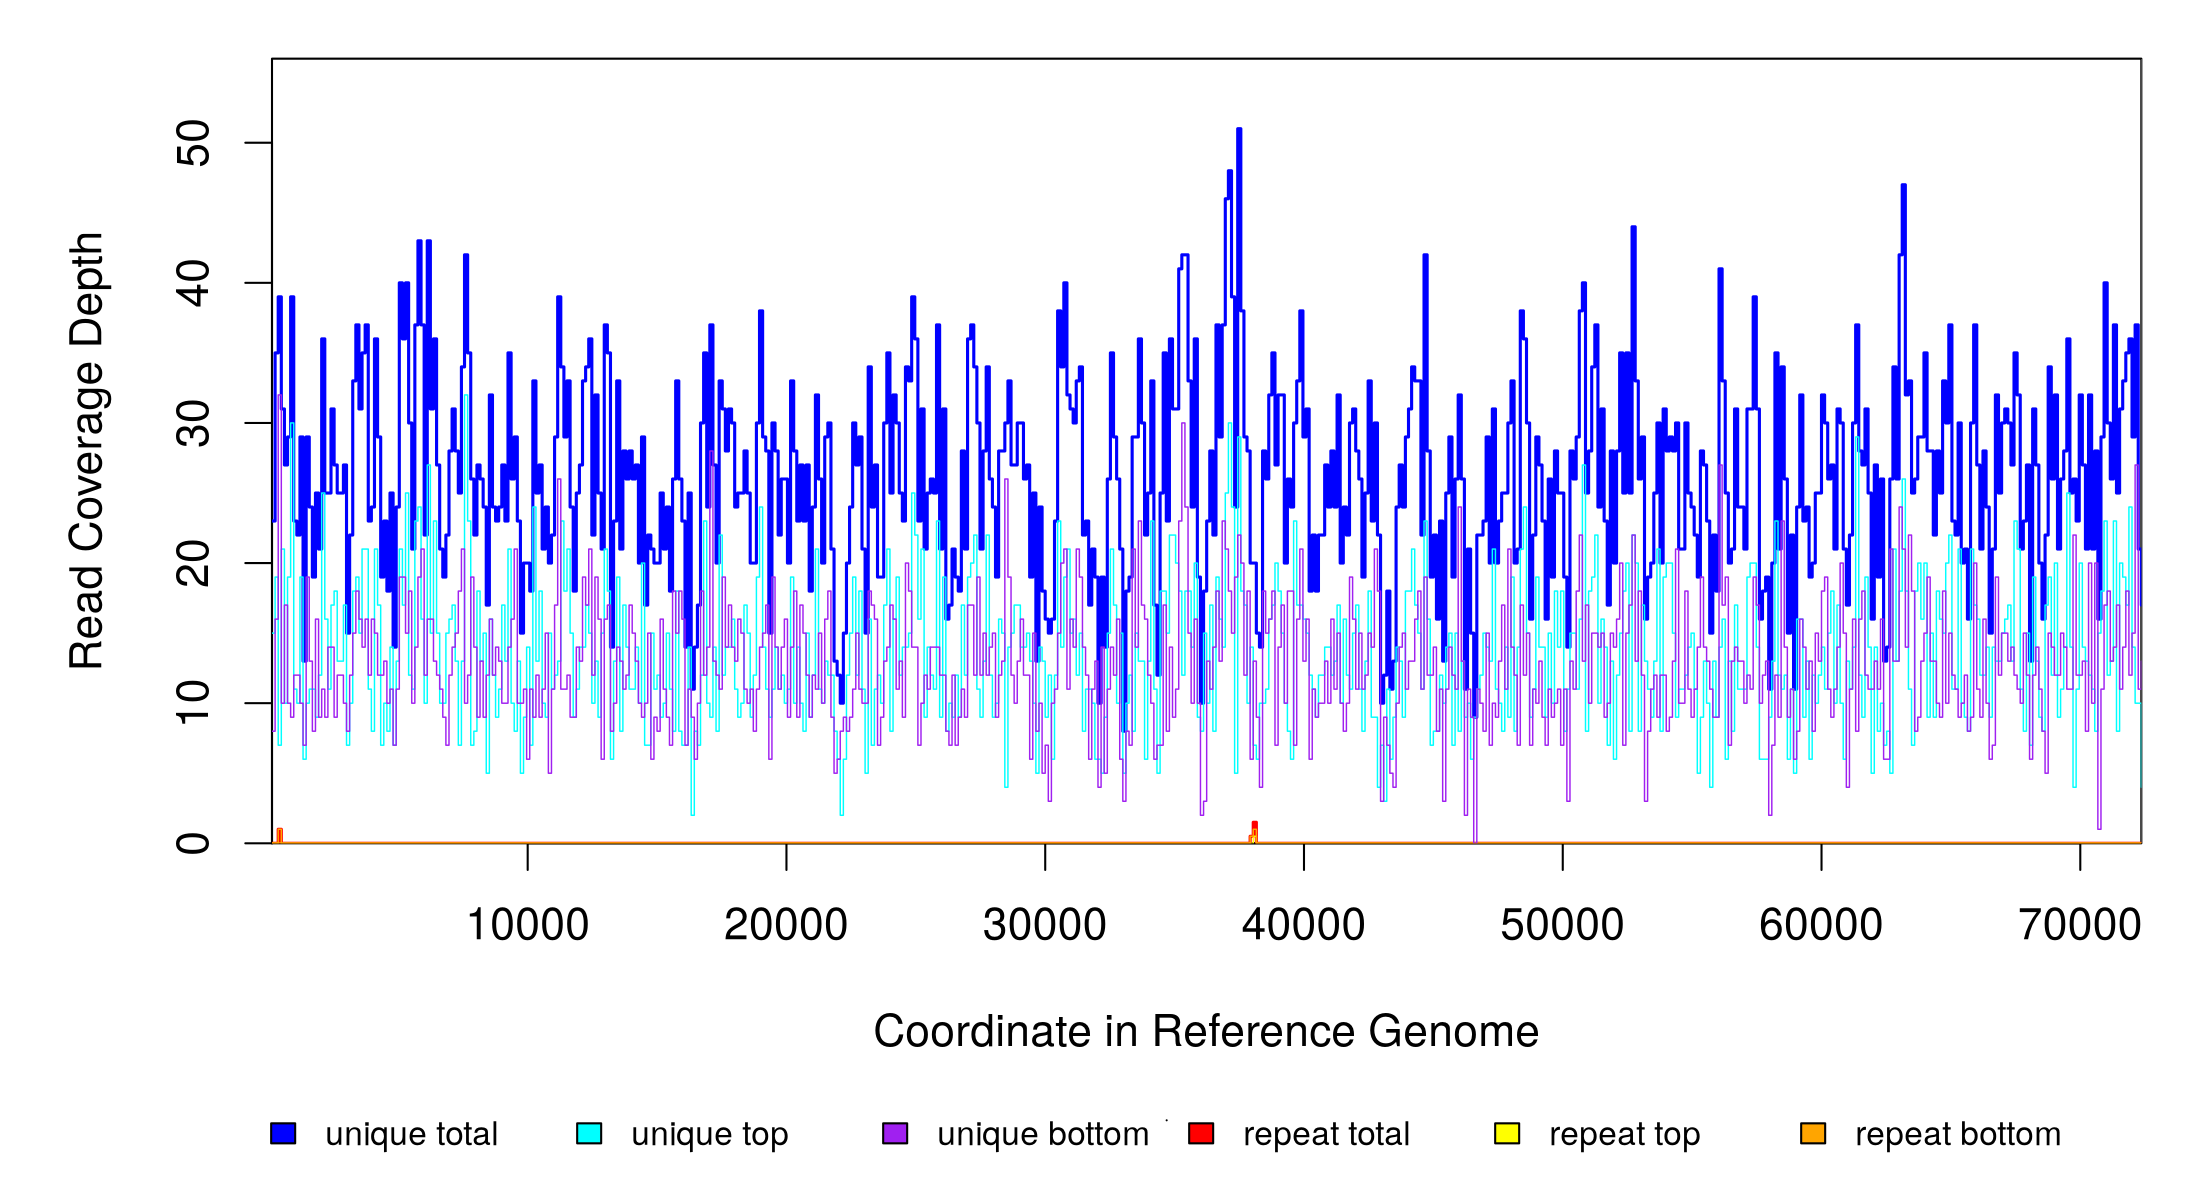 Read Coverage Depth
50
40
30
20
10
0
10000 20000 30000 40000 50000 60000 70000
Coordinate in Reference Genome
unique total unique top unique bottom repeat total repeat top repeat bottom